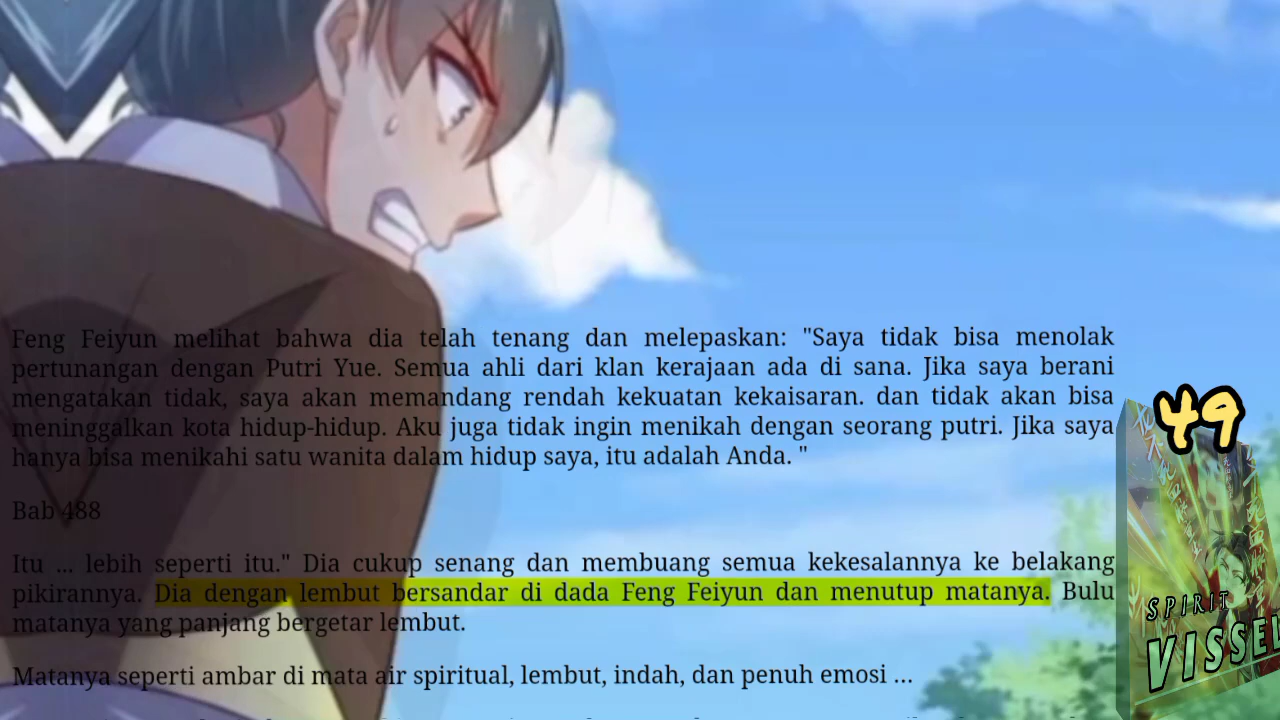 Feng Feiyun melihat bahwa dia telah tenang dan melepaskan: "Saya tidak bisa menolak
pertunangan dengan Putri Yue. Semua ahli dari klan kerajaan ada di sana. Jika saya berani
mengatakan tidak, saya akan memandang rendah kekuatan kekaisaran. dan tidak akan bisa
meninggalkan kota hidup-hidup. Aku juga tidak ingin menikah dengan seorang putri. Jika saya
hanya bisa menikahi satu wanita dalam hidup saya, itu adalah Anda. "
Bab 488
Itu ... lebih seperti itu." Dia cukup senang dan membuang semua kekesalannya ke belakang
pikirannya. Dia dengan lembut bersandar di dada Feng Feiyun dan menutup matanya. Bulu
matanya yang panjang bergetar lembut.
Matanya seperti ambar di mata air spiritual, lembut, indah, dan penuh emosi ...
49
SPIRIT
VISSEL